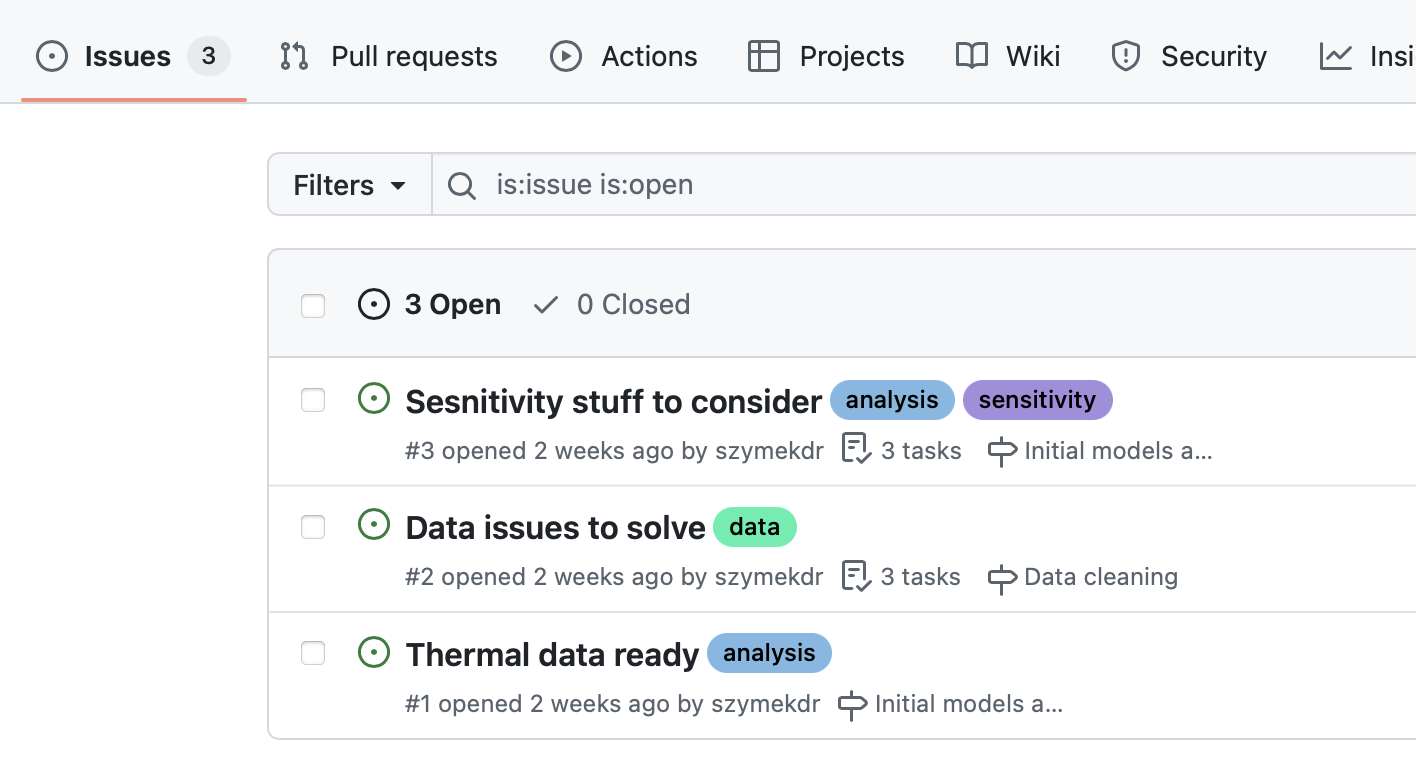 Issues 3 Pull requests Actions Projects Wiki Security Insi
Filters is:issue is:open
3 Open 0 Closed
Sesnitivity stuff to consider analysis sensitivity
#3 opened 2 weeks ago by szymekdr 3 tasks Initial models a...
Data issues to solve data
#2 opened 2 weeks ago by szymekdr 3 tasks Data cleaning
Thermal data ready analysis
#1 opened 2 weeks ago by szymekdr Initial models a...